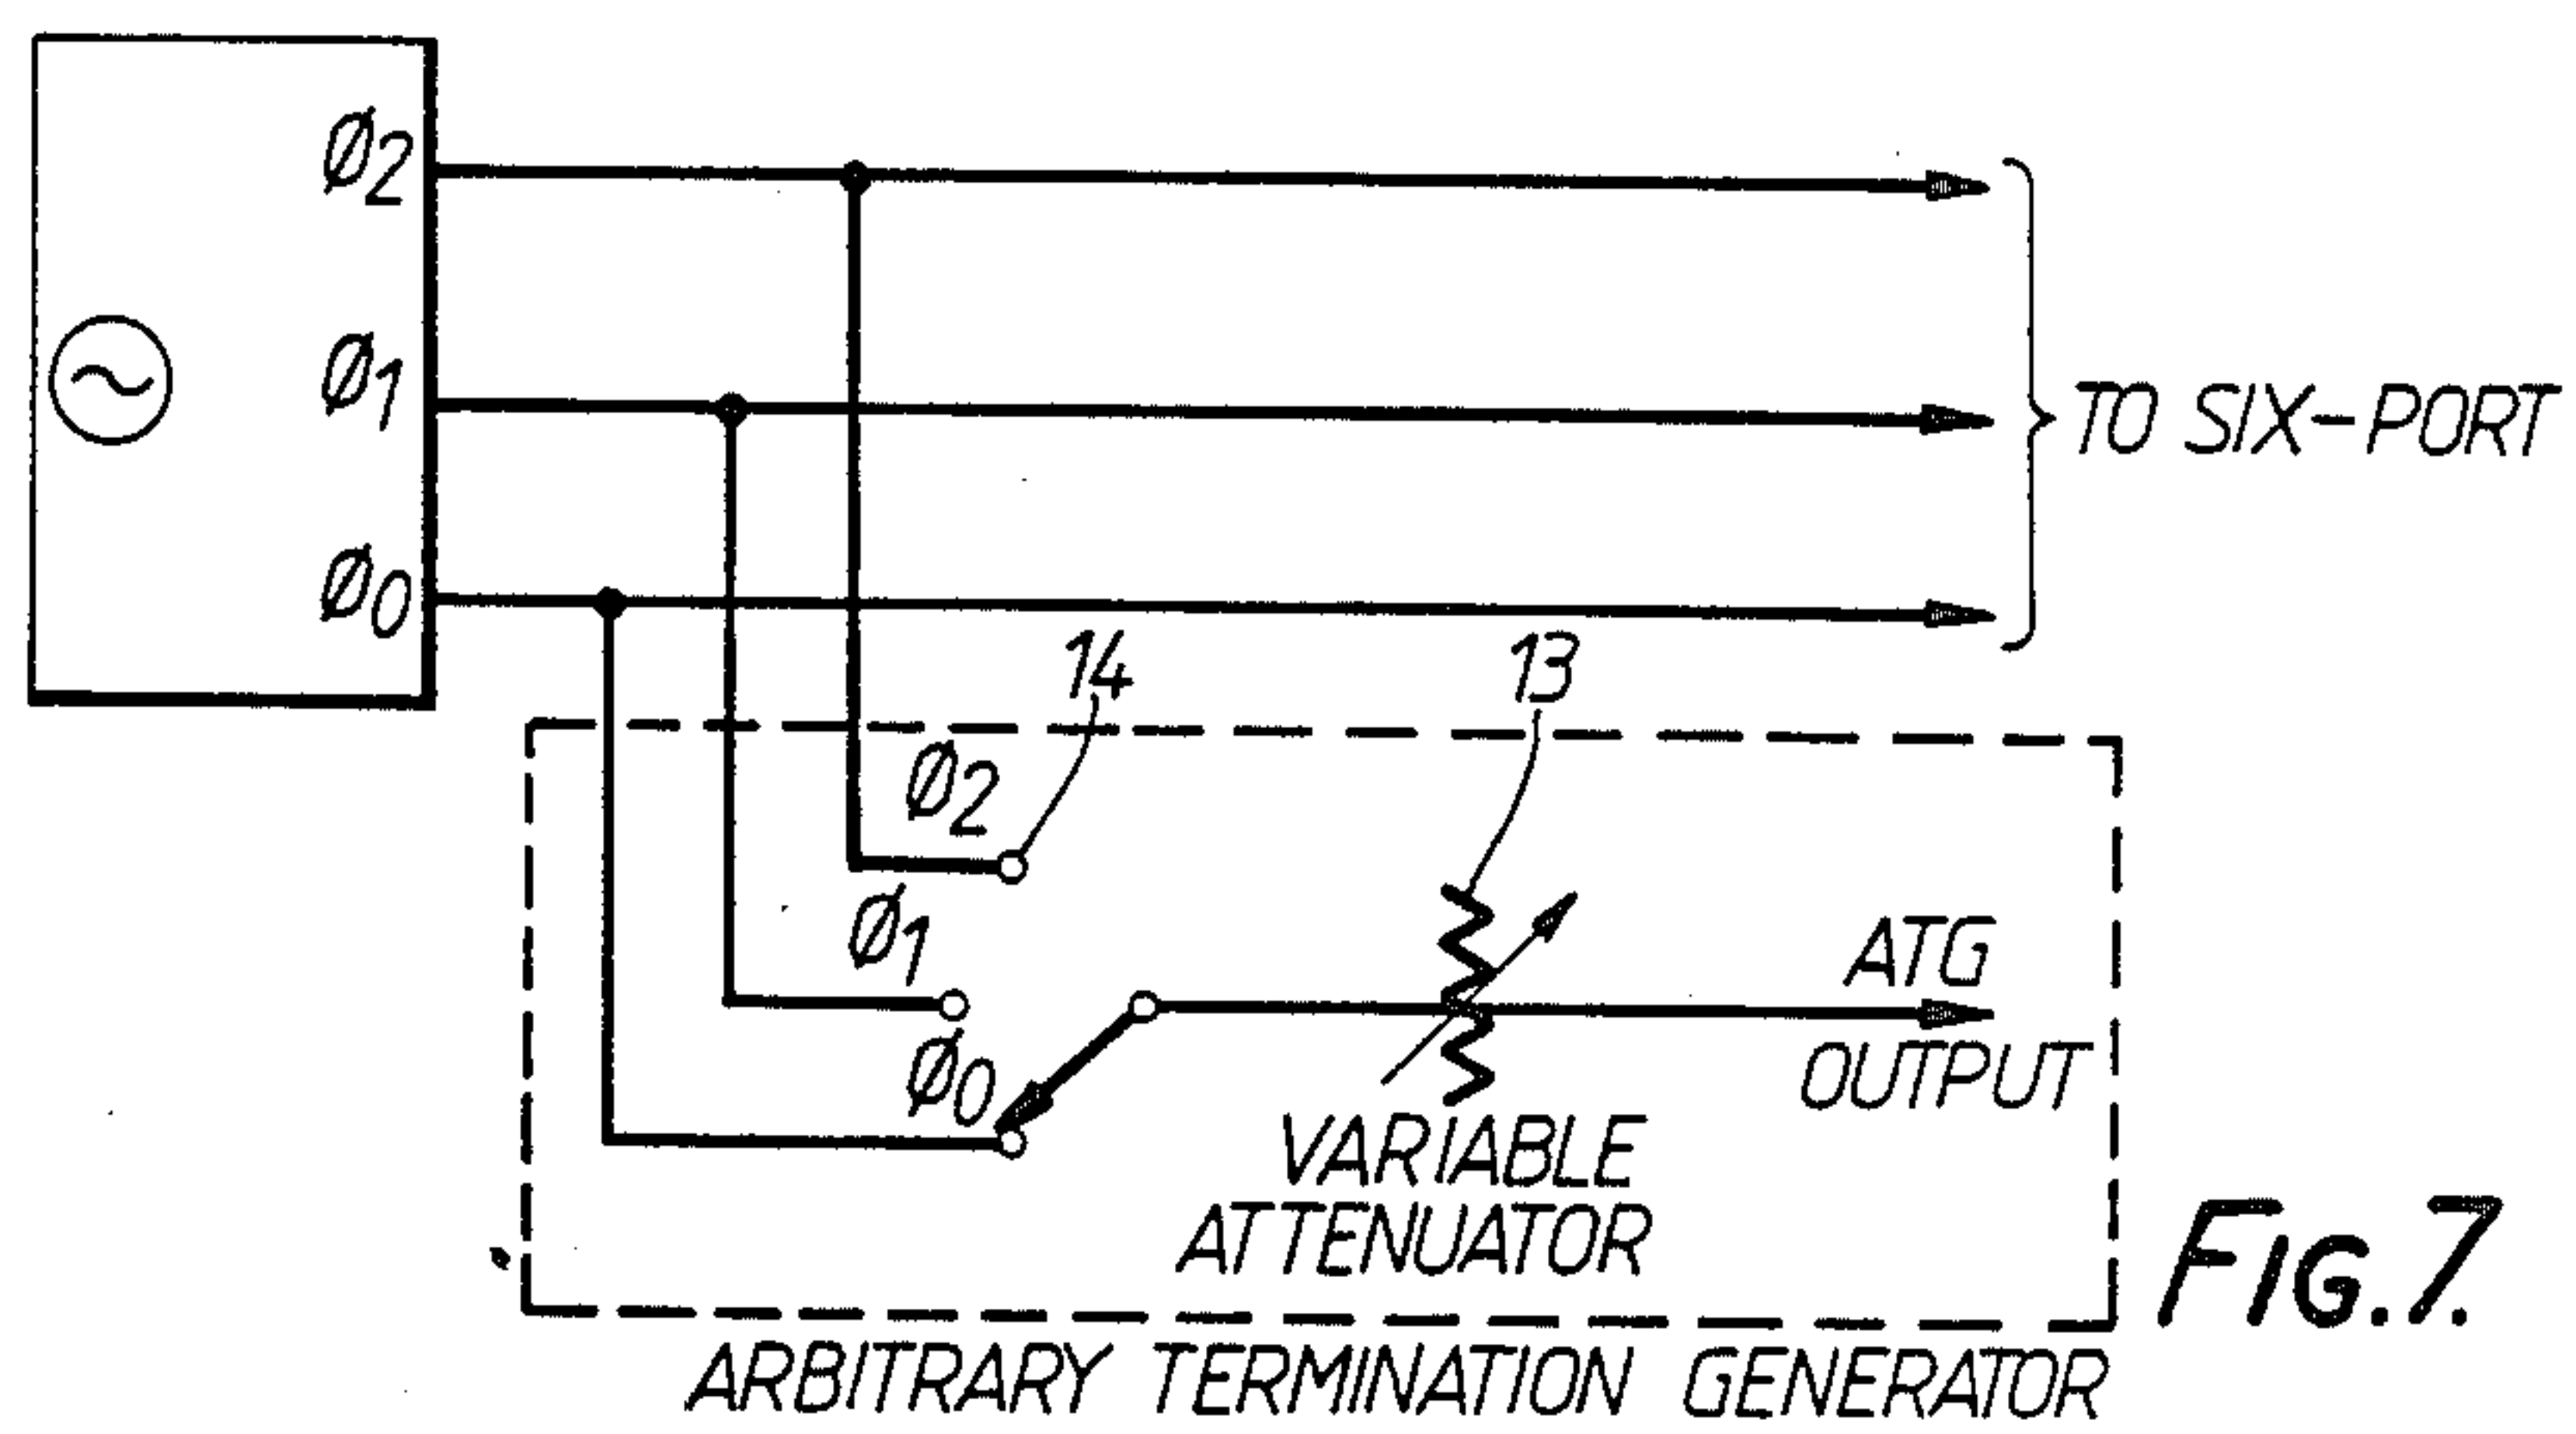 Ø2
Ø1
Ø0
TO SIX-PORT
14
13
Ø2
Ø1
Ø0
ATG
OUTPUT
VARIABLE
ATTENUATOR
ARBITRARY TERMINATION GENERATOR
FIG.7.